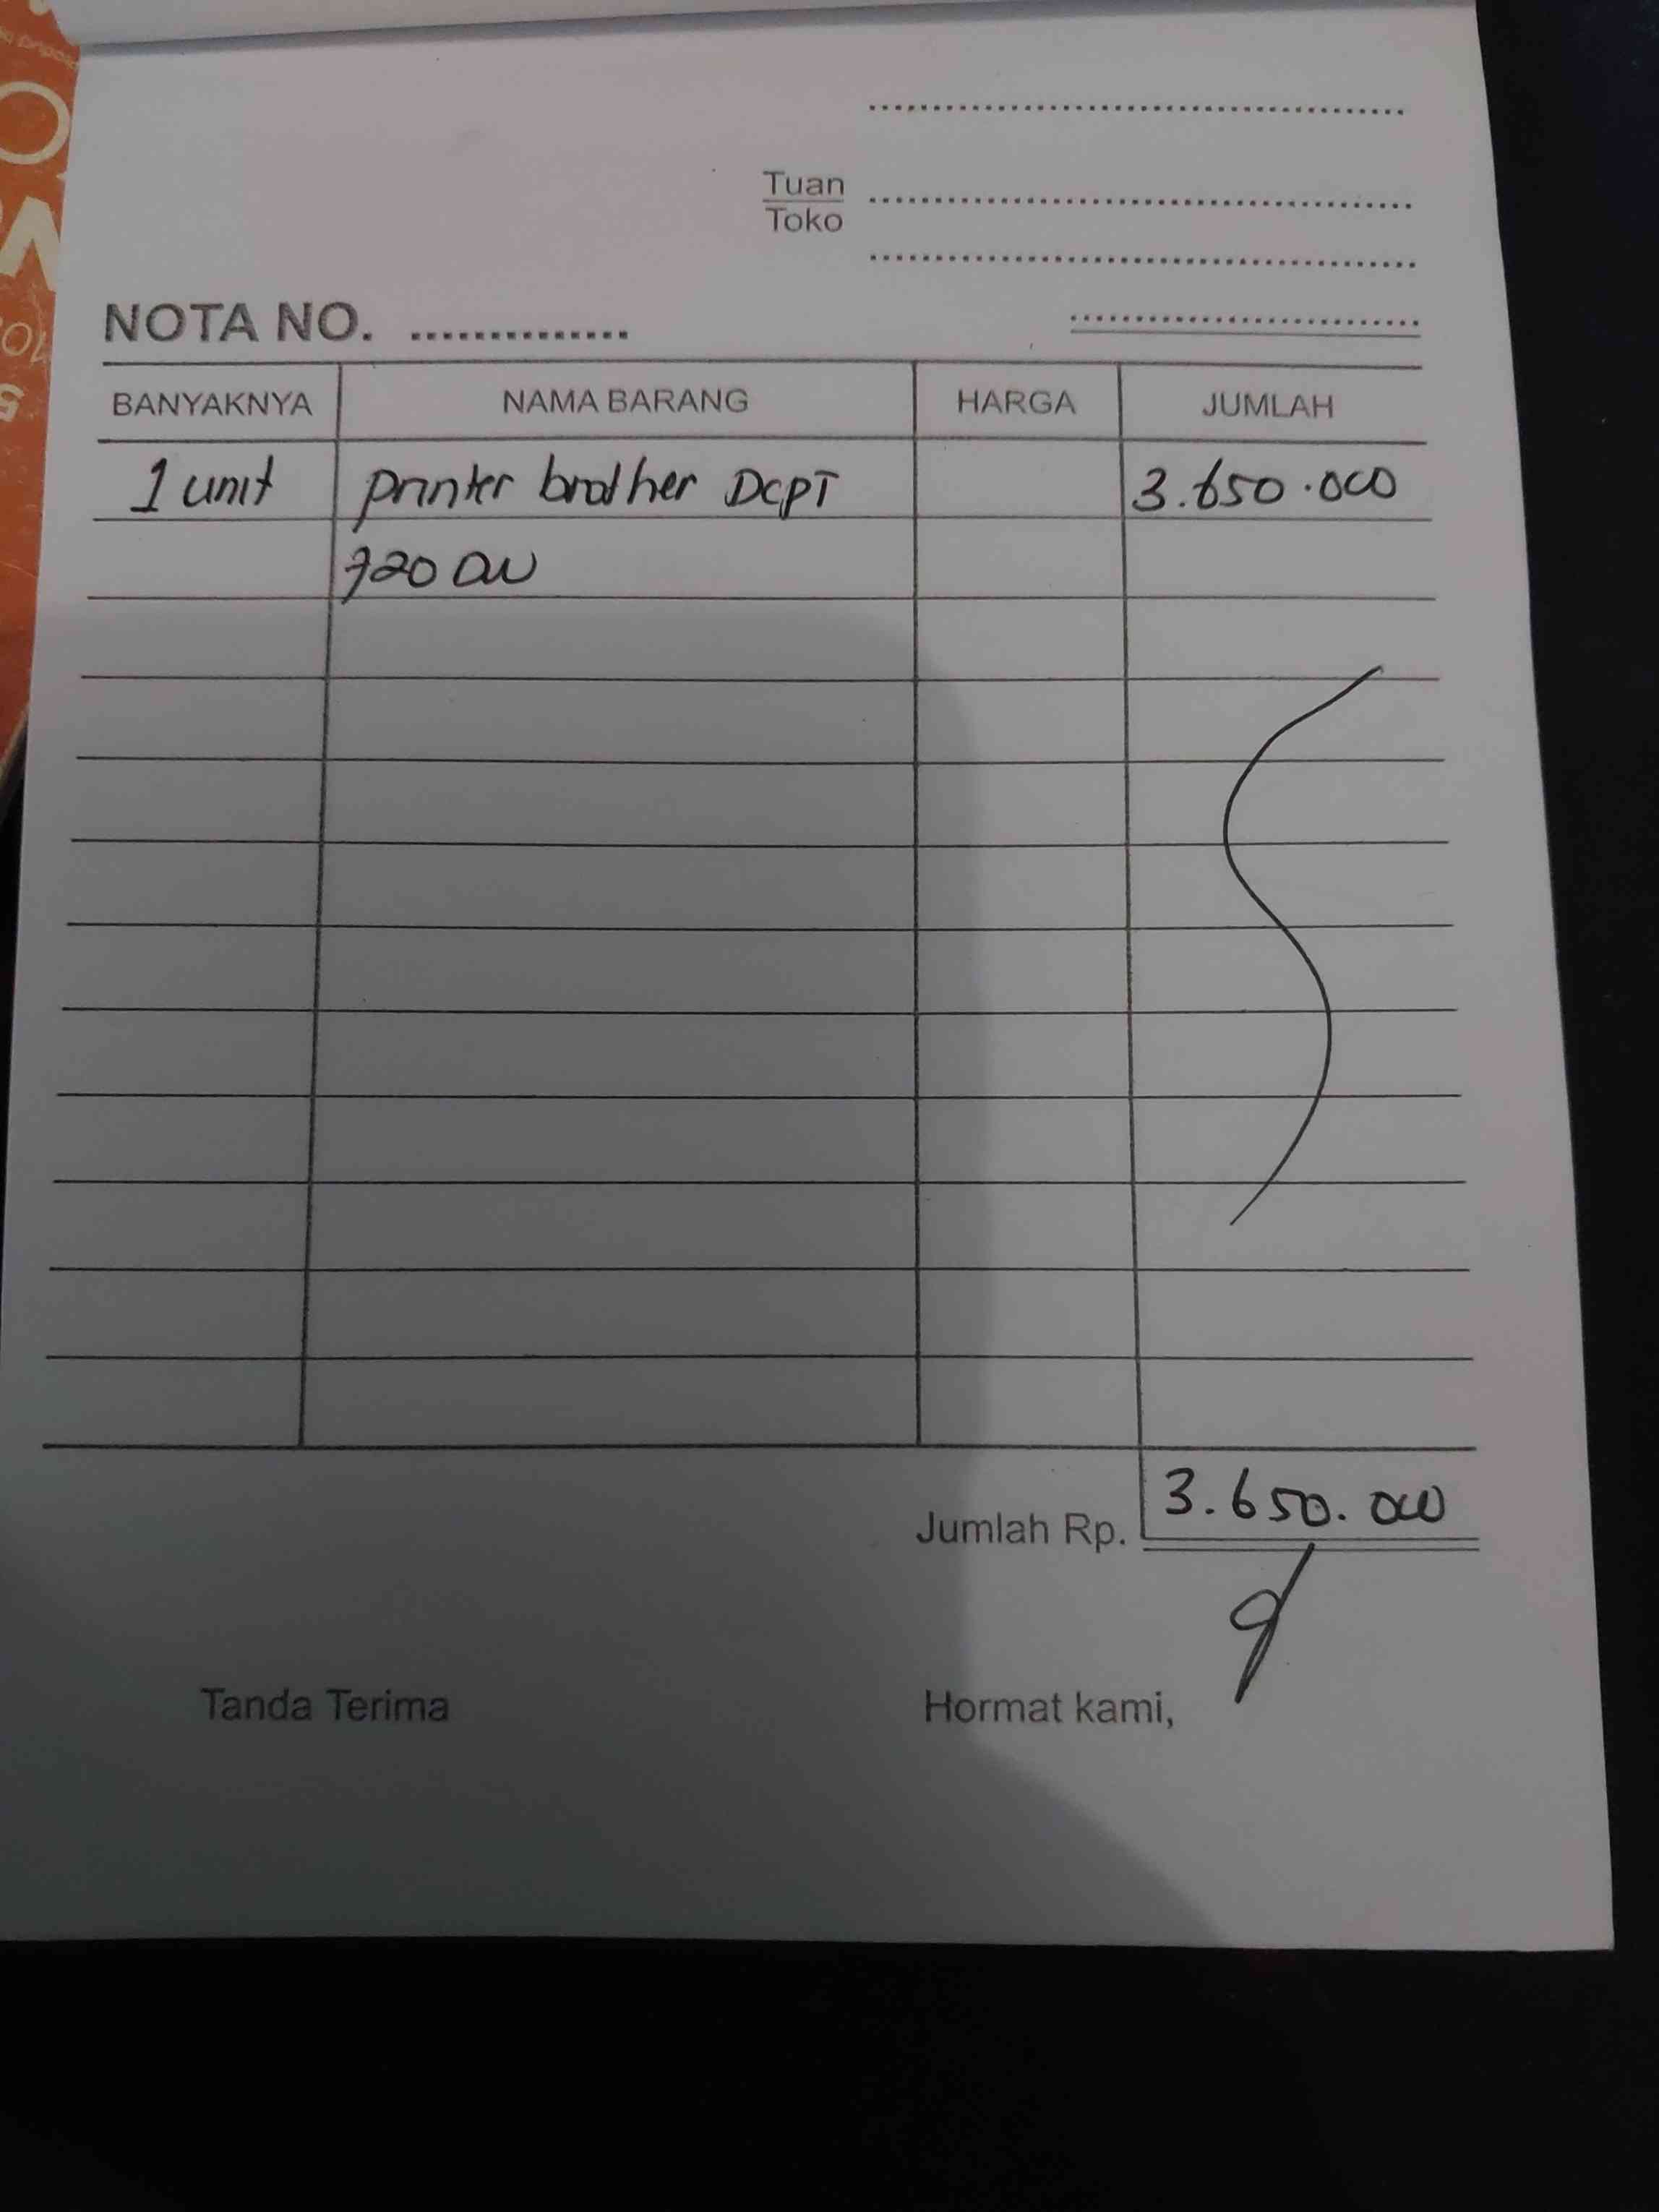 Tuan
Toko
NOTA NO.
BANYAKNYA NAMA BARANG HARGA JUMLAH
1 unit printer brother DCPT 3.650.000
720 DW
Jumlah Rp. 3.650.000
Tanda Terima Hormat kami,